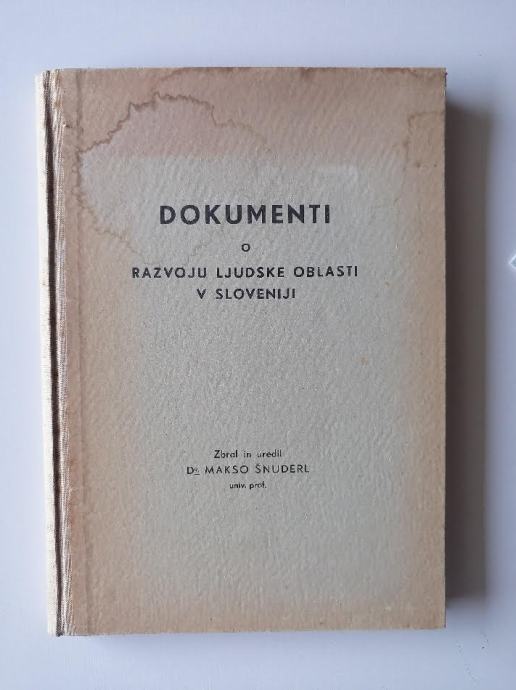 DOKUMENTI
O
RAZVOJU LJUDSKE OBLASTI
V SLOVENIJI
Zbral in uredil
Dr. MAKSO ŠNUDERL
univ. prof.